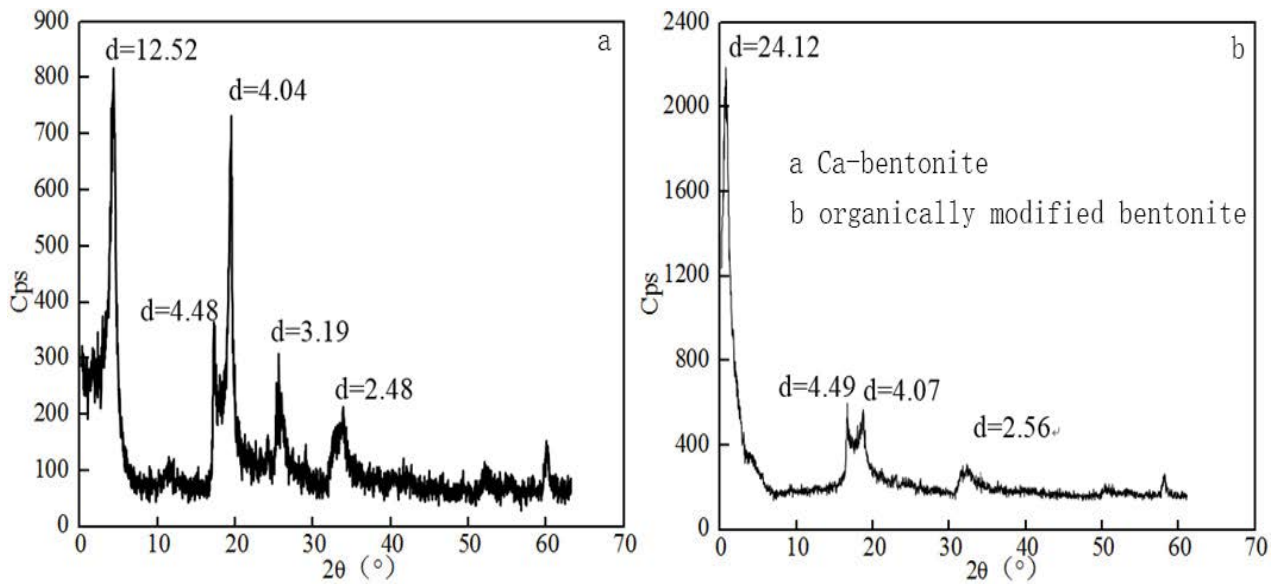 900
800
700
600
500
400
300
200
100
0
Cps
a
d=12.52
d=4.04
d=4.48
d=3.19
d=2.48
0 10 20 30 40 50 60 70
2θ (°)
2400
2000
1600
1200
800
400
0
Cps
b
d=24.12
a Ca-bentonite
b organically modified bentonite
d=4.49 d=4.07
d=2.56↵
0 10 20 30 40 50 60 70
2θ (°)